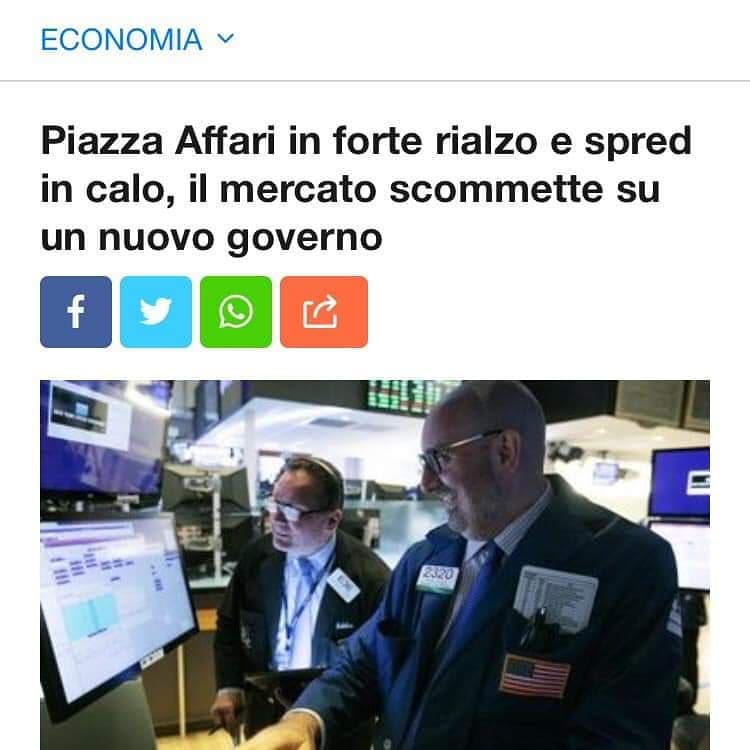 ECONOMIA
Piazza Affari in forte rialzo e spred
in calo, il mercato scommette su
un nuovo governo
f
2320